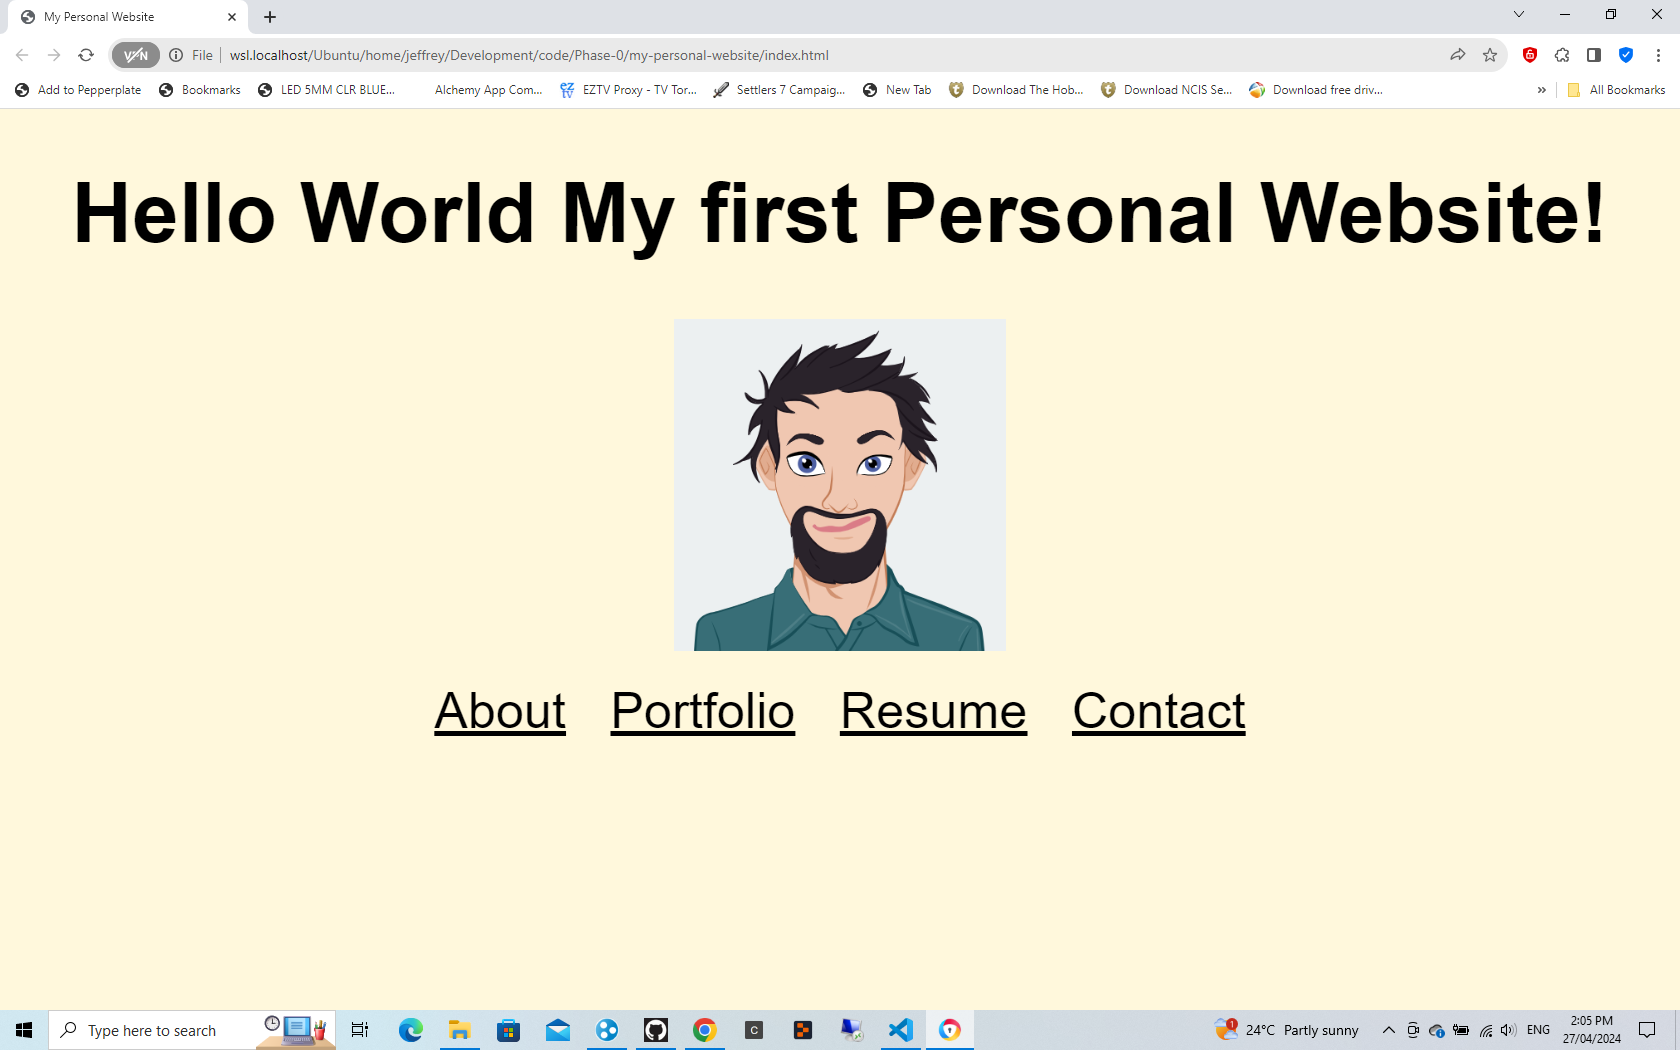 My Personal Website
VPN
File
wsl.localhost/Ubuntu/home/jeffrey/Development/code/Phase-0/my-personal-website/index.html
6
Add to Pepperplate Bookmarks LED 5MM CLR BLUE... Alchemy App Com... EZTV Proxy - TV Tor... Settlers 7 Campaig... New Tab Download The Hob... Download NCIS Se... Download free driv... » All Bookmarks
Hello World My first Personal Website!
About Portfolio Resume Contact
Type here to search
C
1
24°C Partly sunny
ENG
2:05 PM
27/04/2024